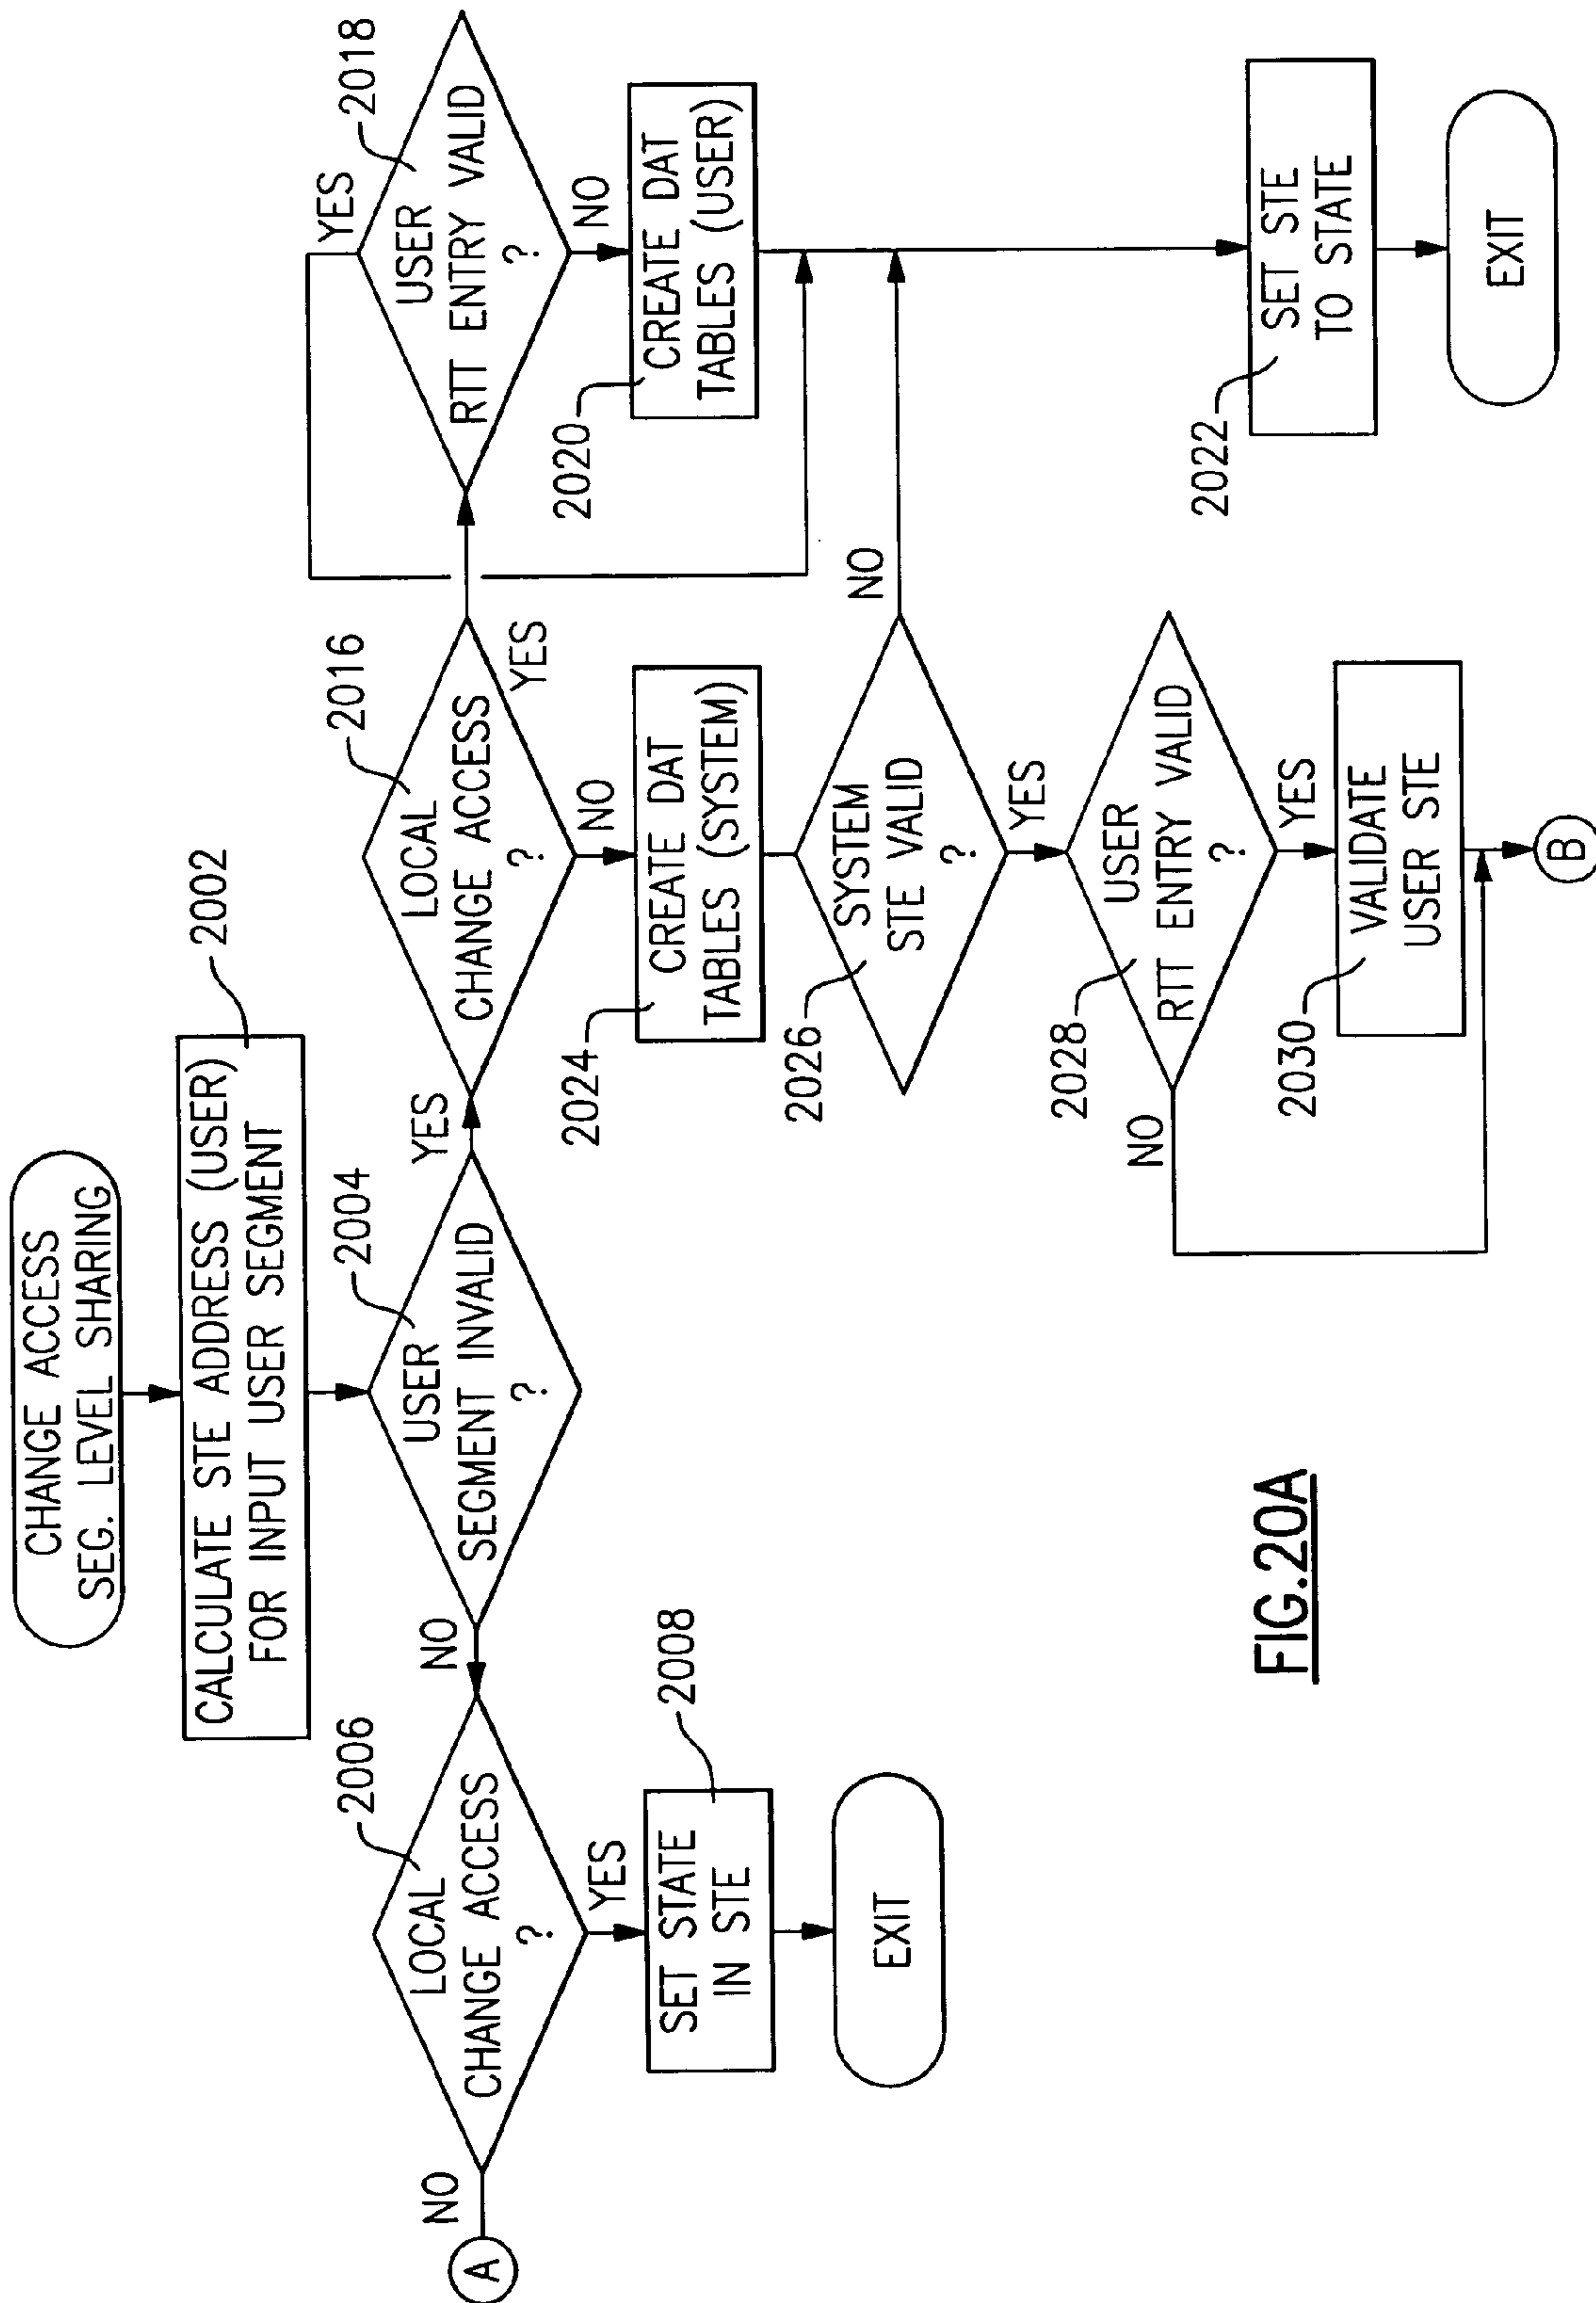 CHANGE ACCESS
SEG. LEVEL SHARING
2002
CALCULATE STE ADDRESS (USER)
FOR INPUT USER SEGMENT
2004
USER
SEGMENT INVALID
?
NO
YES
2006
LOCAL
CHANGE ACCESS
?
NO
A
YES
2008
SET STATE
IN STE
EXIT
2016
LOCAL
CHANGE ACCESS
?
YES
NO
2018
USER
RTT ENTRY VALID
?
YES
NO
2020
CREATE DAT
TABLES (USER)
2024
CREATE DAT
TABLES (SYSTEM)
2026
SYSTEM
STE VALID
?
NO
YES
2028
USER
RTT ENTRY VALID
?
NO
YES
2030
VALIDATE
USER STE
B
2022
SET STE
TO STATE
EXIT
FIG.20A